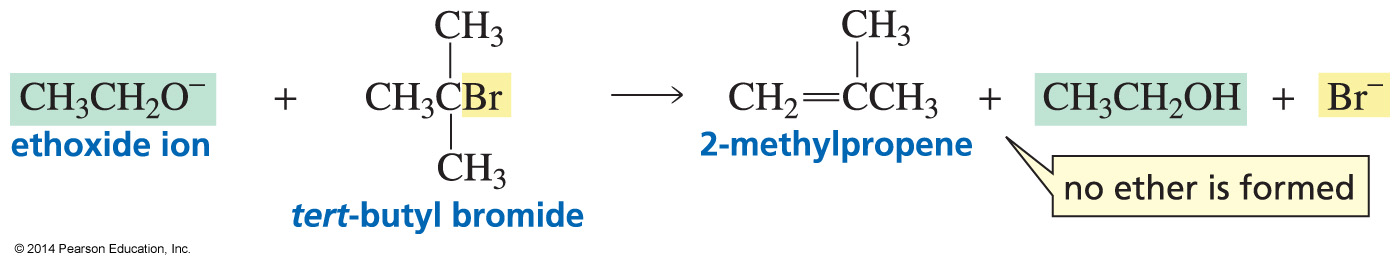 CH₃ CH₃
CH₃CH₂O⁻ + CH₃CBr ⟶ CH₂=CCH₃ + CH₃CH₂OH + Br⁻
ethoxide ion 2-methylpropene
CH₃ no ether is formed
tert-butyl bromide
© 2014 Pearson Education, Inc.